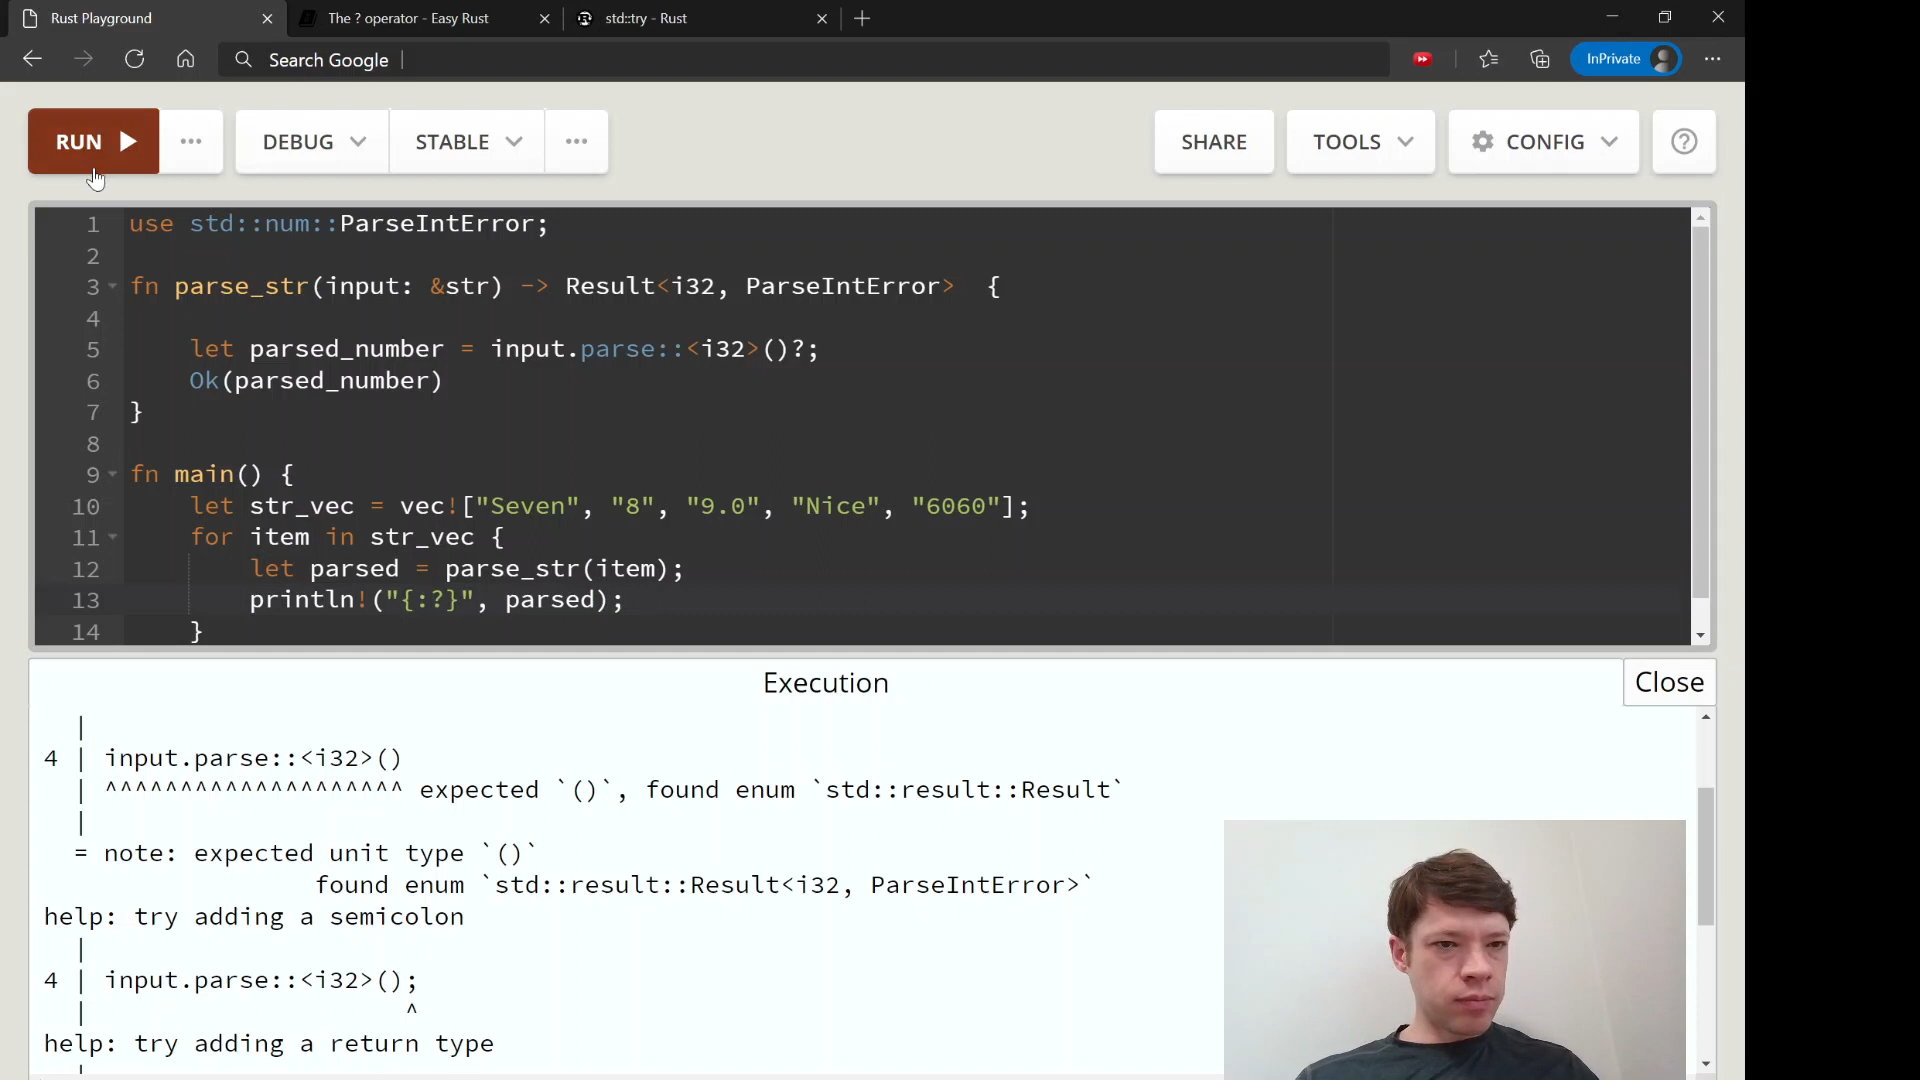 Rust Playground
The ? operator - Easy Rust
std::try - Rust
Search Google
InPrivate
RUN
DEBUG
STABLE
SHARE
TOOLS
CONFIG
1 use std::num::ParseIntError;
2
3 fn parse_str(input: &str) -> Result<i32, ParseIntError>  {
4
5     let parsed_number = input.parse::<i32>()?;
6     Ok(parsed_number)
7 }
8
9 fn main() {
10     let str_vec = vec!["Seven", "8", "9.0", "Nice", "6060"];
11     for item in str_vec {
12         let parsed = parse_str(item);
13         println!("{:?}", parsed);
14     }
Execution
Close
|
4 | input.parse::<i32>()
| ^^^^^^^^^^^^^^^^^^^^ expected `()`, found enum `std::result::Result`
|
= note: expected unit type `()`
found enum `std::result::Result<i32, ParseIntError>`
help: try adding a semicolon
|
4 | input.parse::<i32>();
| ^
help: try adding a return type
|